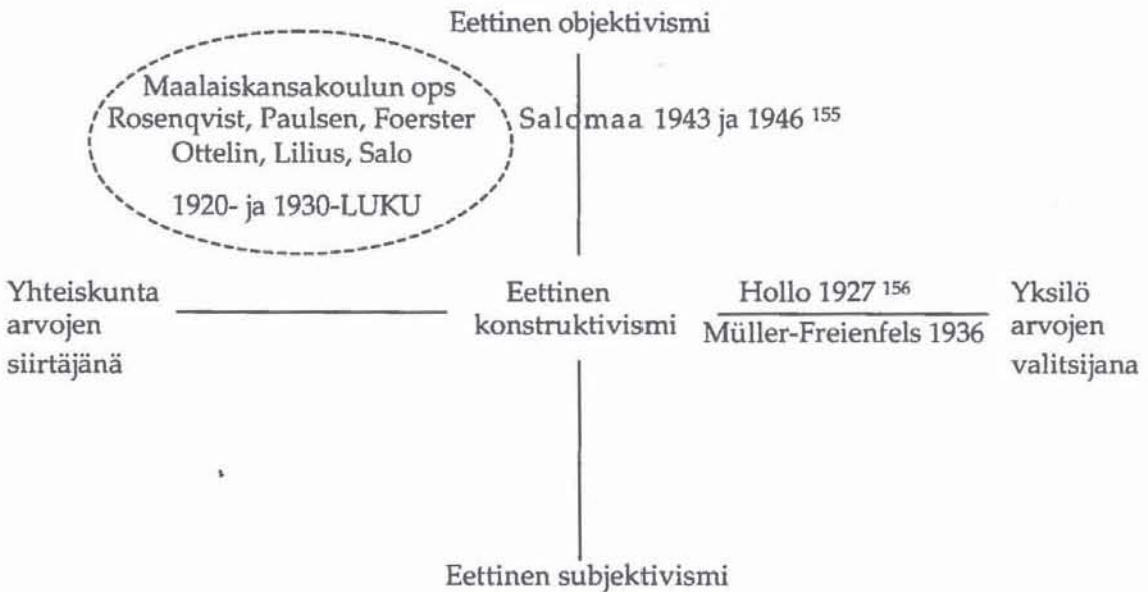 Eettinen objektivismi
Maalaiskansakoulun ops
Rosenqvist, Paulsen, Foerster
Ottelin, Lilius, Salo
1920- ja 1930-LUKU
Salomaa 1943 ja 1946 155
Yhteiskunta
arvojen
siirtäjänä
Eettinen
konstruktivismi
Hollo 1927 156
Müller-Freienfels 1936
Yksilö
arvojen
valitsijana
Eettinen subjektivismi